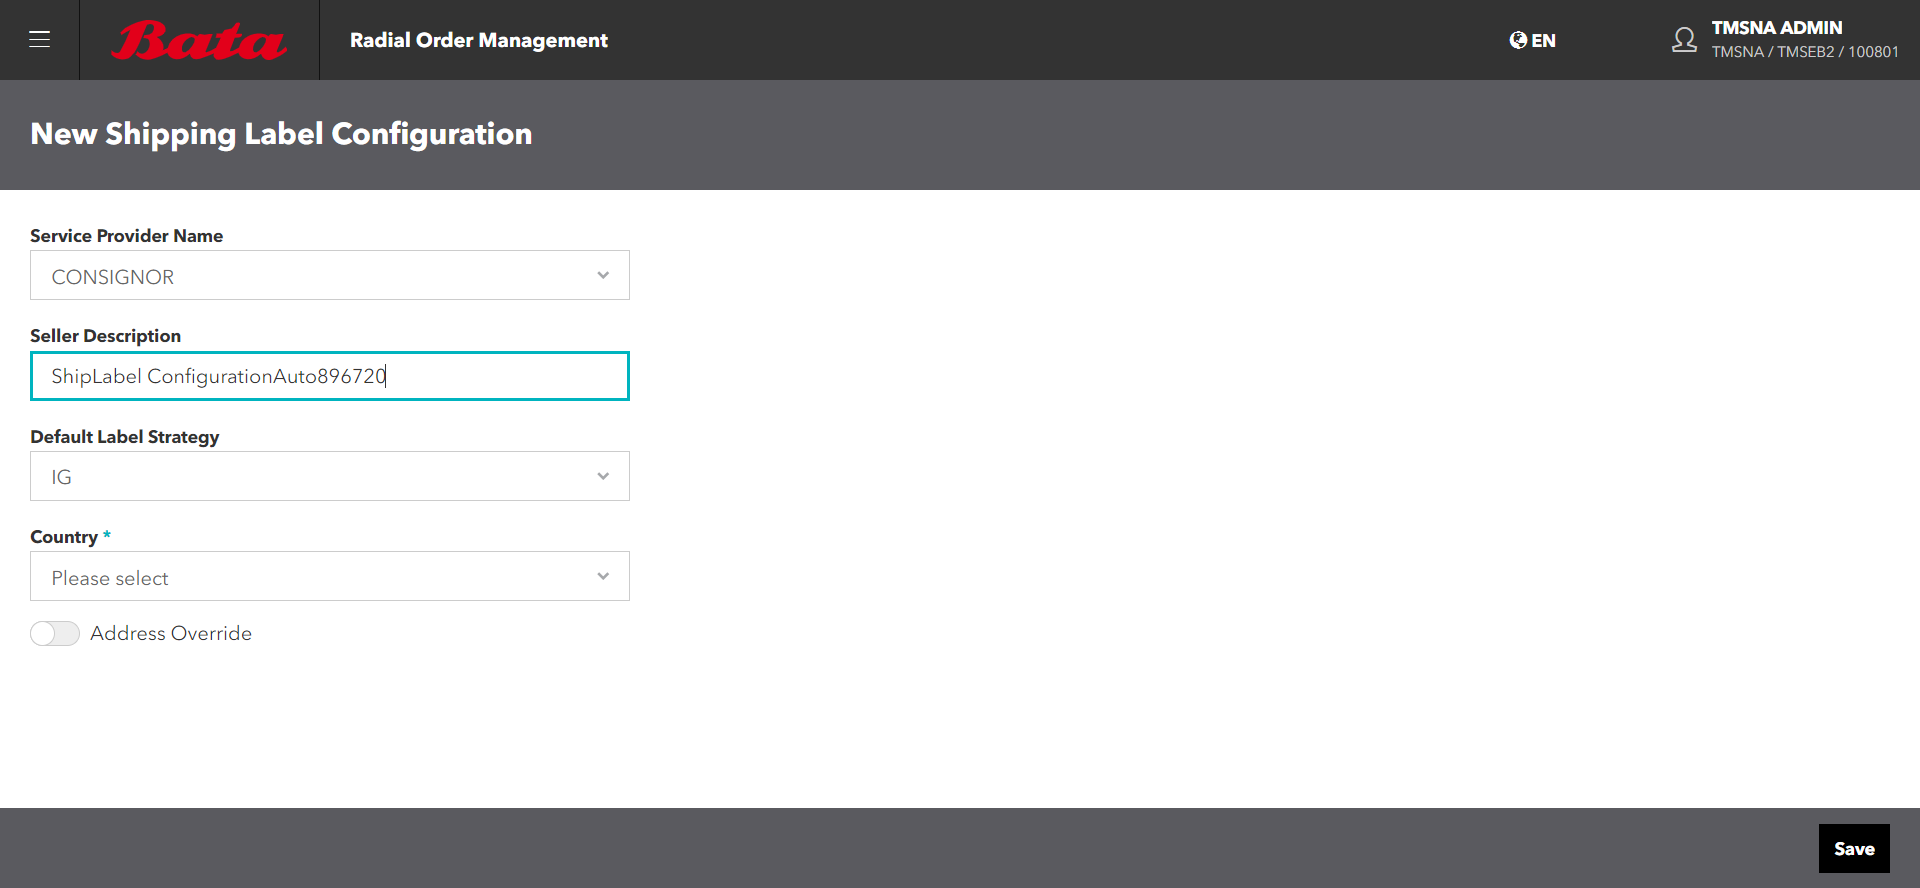 Bata
Radial Order Management
EN
TMSNA ADMIN
TMSNA / TMSEB2 / 100801
New Shipping Label Configuration
Service Provider Name
CONSIGNOR
Seller Description
ShipLabel ConfigurationAuto896720
Default Label Strategy
IG
Country *
Please select
Address Override
Save